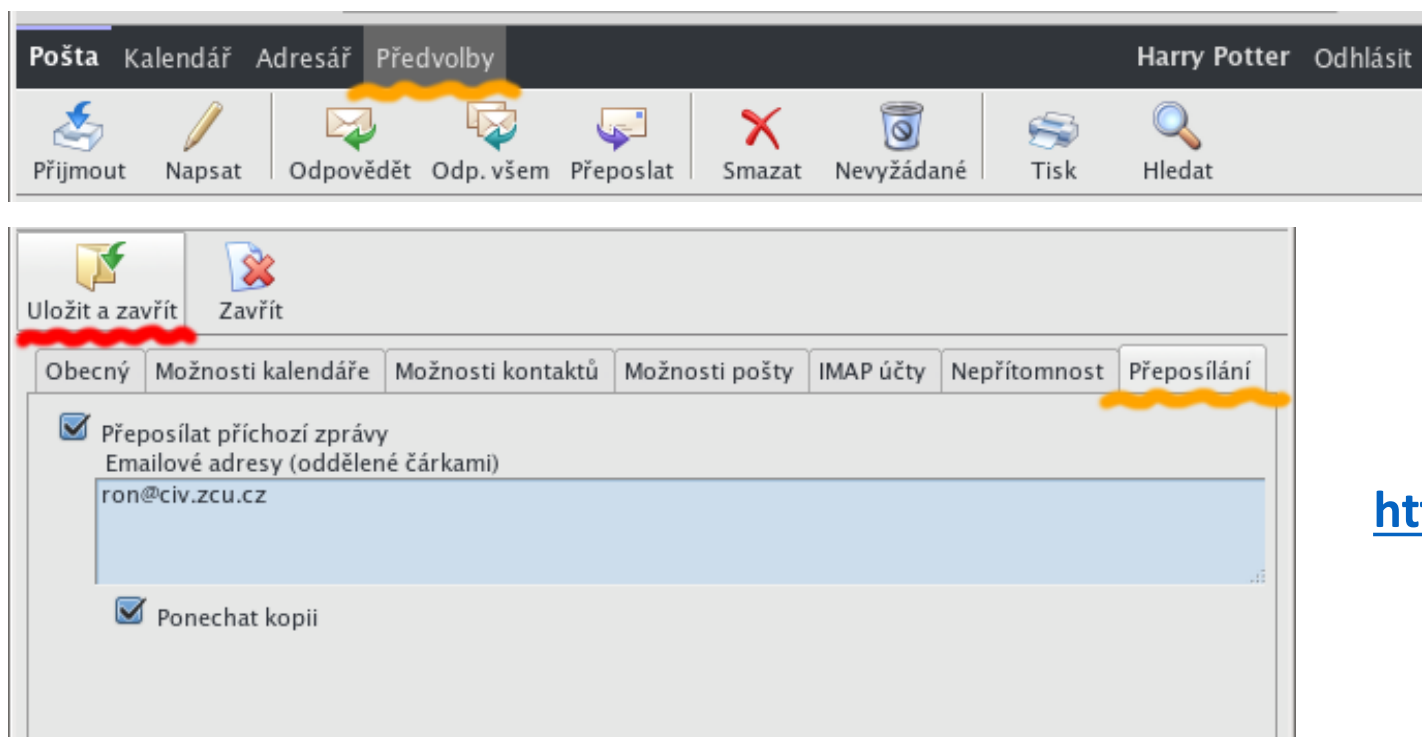 Pošta Kalendář Adresář Předvolby Harry Potter Odhlásit
Přijmout Napsat Odpovědět Odp. všem Přeposlat Smazat Nevyžádané Tisk Hledat
Uložit a zavřít Zavřít
Obecný Možnosti kalendáře Možnosti kontaktů Možnosti pošty IMAP účty Nepřítomnost Přeposílání
Přeposílat příchozí zprávy
Emailové adresy (oddělené čárkami)
ron@civ.zcu.cz
Ponechat kopii